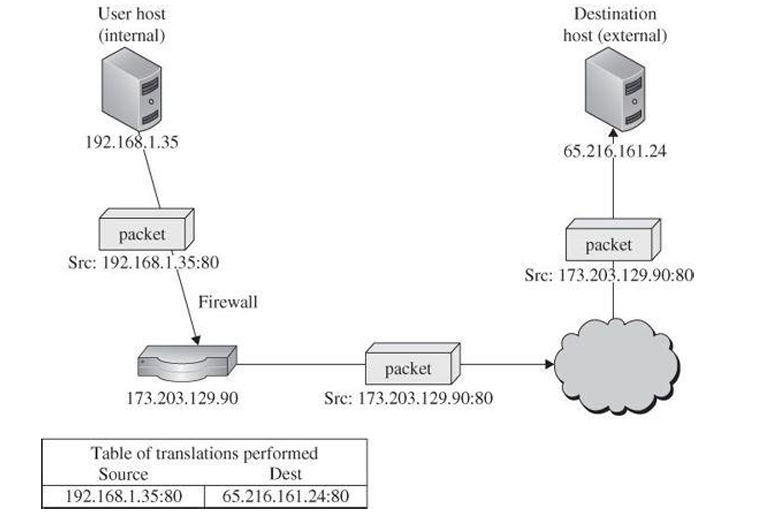 User host
(internal)
Destination
host (external)
192.168.1.35
65.216.161.24
packet
Src: 192.168.1.35:80
packet
Src: 173.203.129.90:80
Firewall
173.203.129.90
packet
Src: 173.203.129.90:80
Table of translations performed
Source Dest
192.168.1.35:80 65.216.161.24:80